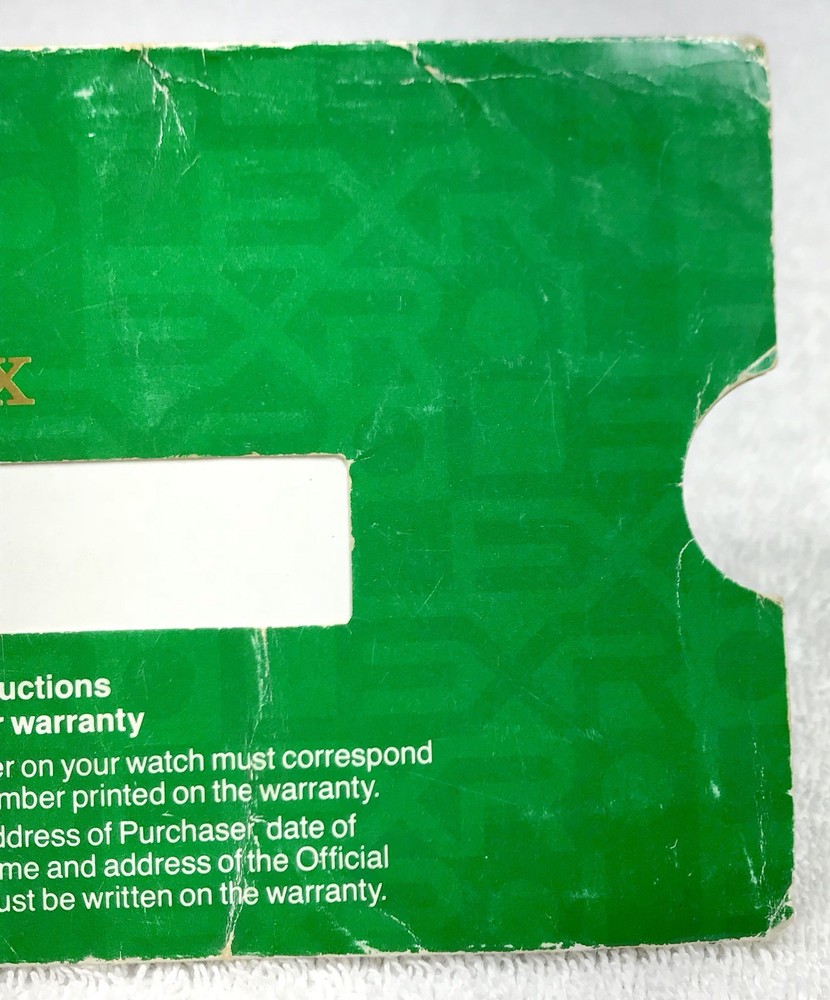 X
uctions
r warranty
er on your watch must correspond
mber printed on the warranty.
ddress of Purchaser, date of
me and address of the Official
ust be written on the warranty.